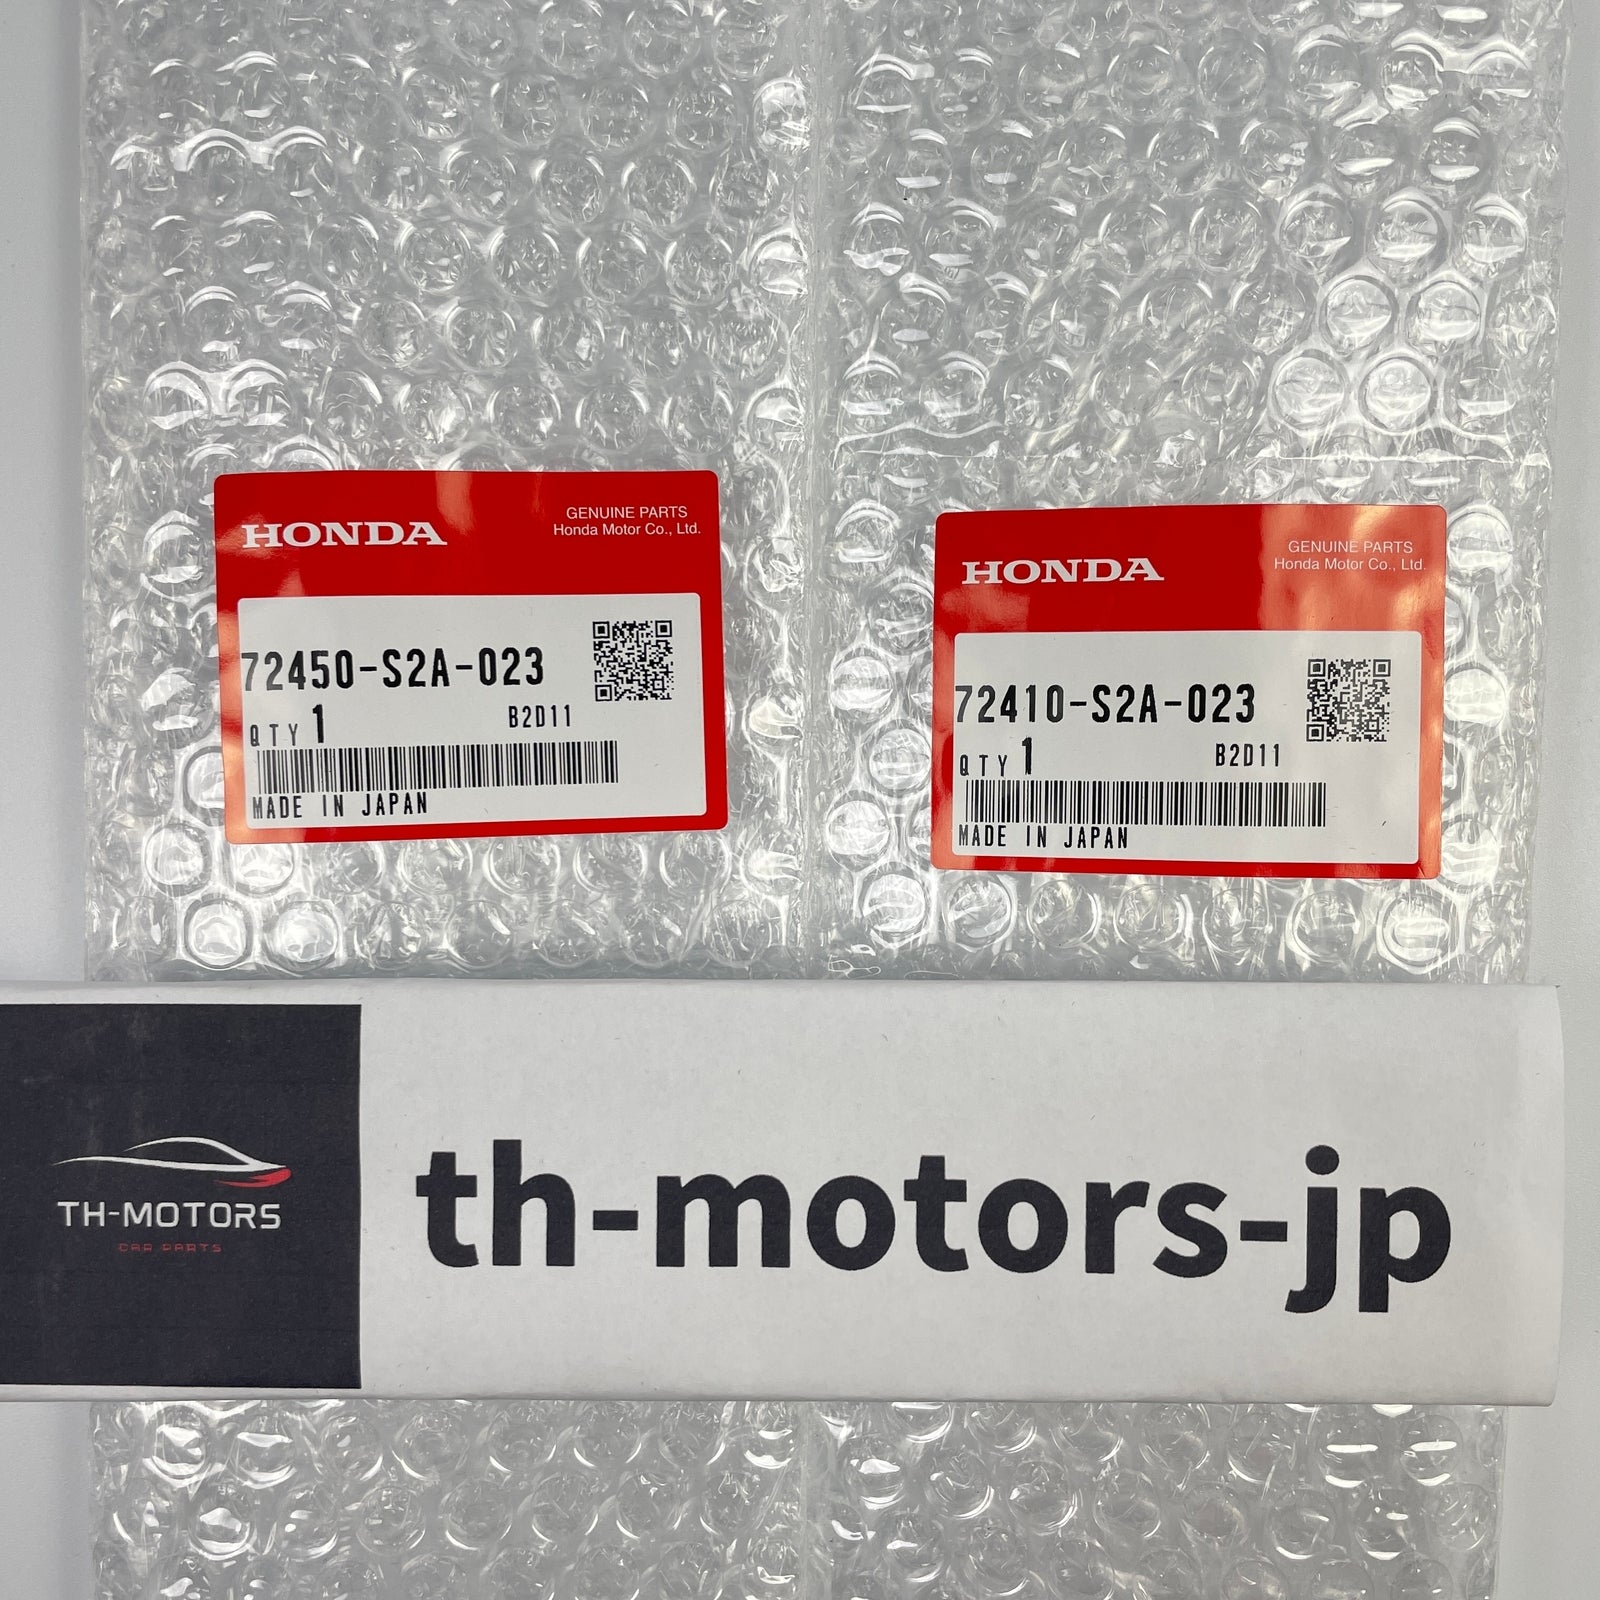 HONDA
GENUINE PARTS
Honda Motor Co., Ltd.
72450-S2A-023
QTY 1
B2D11
MADE IN JAPAN
HONDA
GENUINE PARTS
Honda Motor Co., Ltd.
72410-S2A-023
QTY 1
B2D11
MADE IN JAPAN
TH-MOTORS
CAR PARTS
th-motors-jp